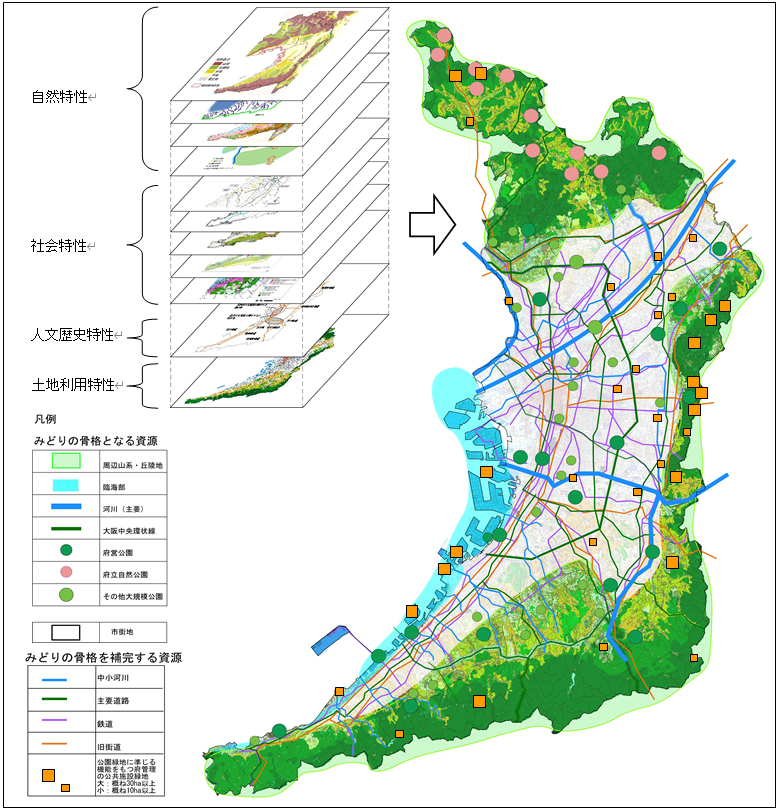 自然特性
社会特性
人文歴史特性
土地利用特性
凡例
みどりの骨格となる資源
周辺山系・丘陵地
臨海部
河川（主要）
大阪中央環状線
府営公園
府立自然公園
その他大規模公園
市街地
みどりの骨格を補完する資源
中小河川
主要道路
鉄道
旧街道
公園緑地に準じる
機能をもつ府管理
の公共施設緑地
大：概ね30ha以上
小：概ね10ha以上